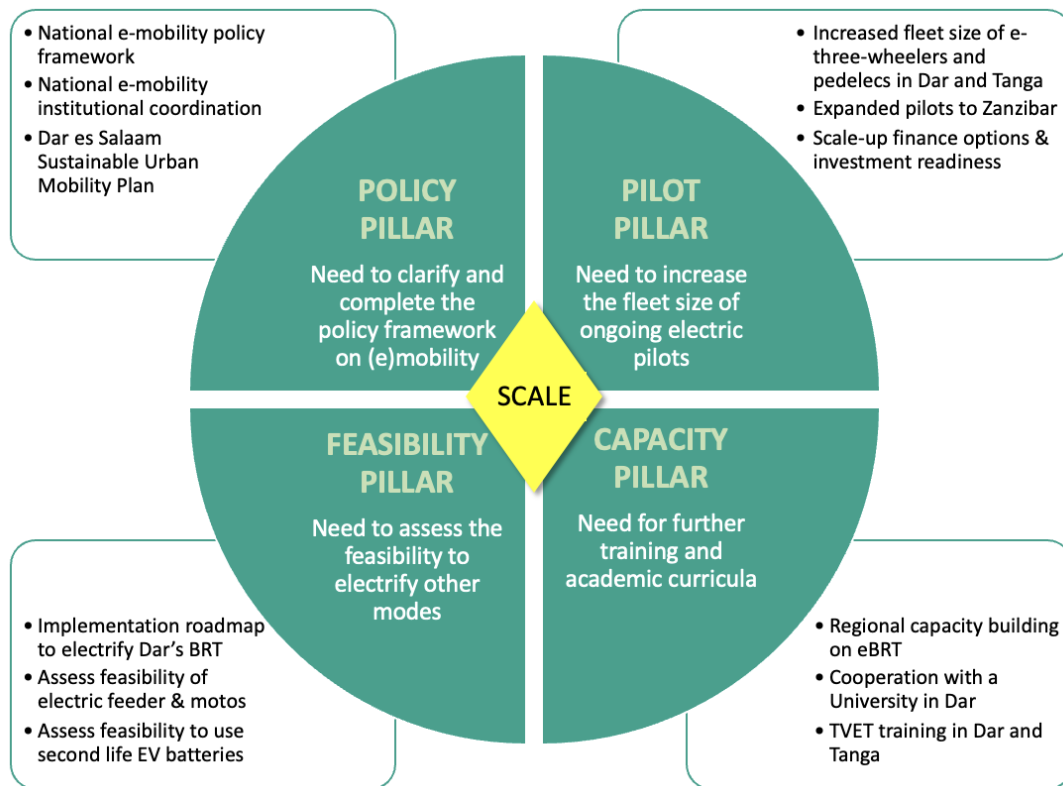 • National e-mobility policy
framework
• National e-mobility
institutional coordination
• Dar es Salaam
Sustainable Urban
Mobility Plan
• Increased fleet size of e-
three-wheelers and
pedelecs in Dar and Tanga
• Expanded pilots to Zanzibar
• Scale-up finance options &
investment readiness
POLICY
PILLAR
Need to clarify and
complete the
policy framework
on (e)mobility
PILOT
PILLAR
Need to increase
the fleet size of
ongoing electric
pilots
SCALE
FEASIBILITY
PILLAR
Need to assess the
feasibility to
electrify other
modes
CAPACITY
PILLAR
Need for further
training and
academic curricula
• Implementation roadmap
to electrify Dar’s BRT
• Assess feasibility of
electric feeder & motos
• Assess feasibility to use
second life EV batteries
• Regional capacity building
on eBRT
• Cooperation with a
University in Dar
• TVET training in Dar and
Tanga